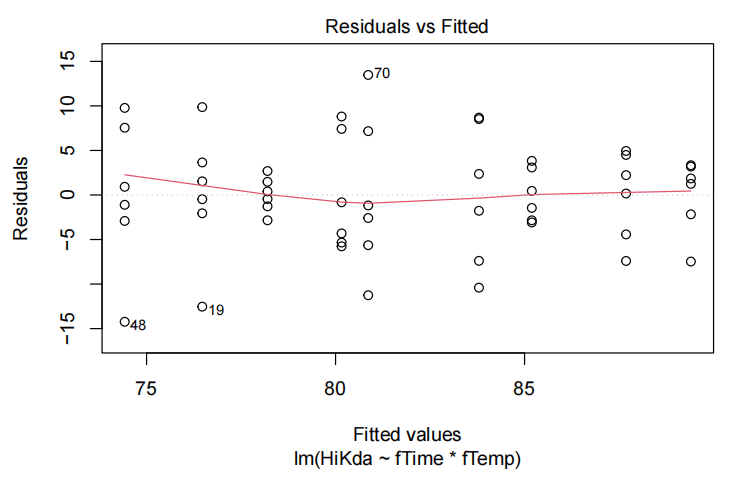 Residuals vs Fitted
15
10
5
0
−5
−15
Residuals
70
48
19
75 80 85
Fitted values
lm(HiKda ~ fTime * fTemp)